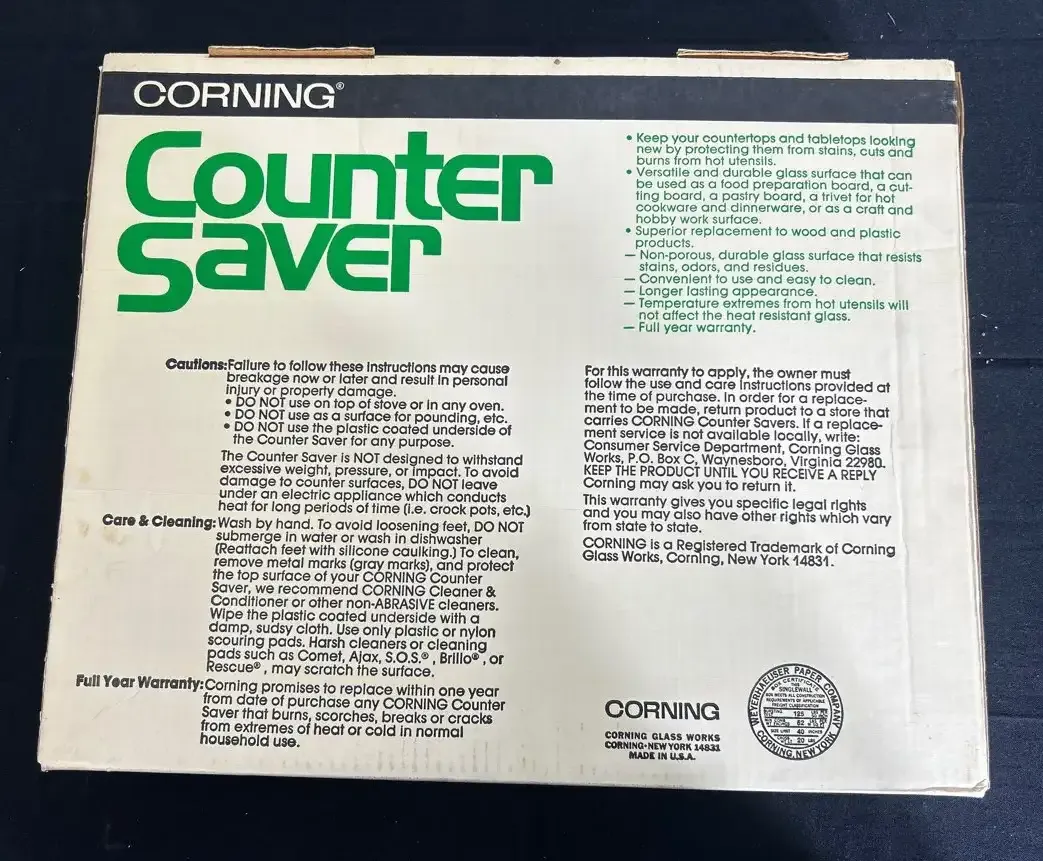 CORNING®
Counter
Saver
• Keep your countertops and tabletops looking
new by protecting them from stains, cuts and
burns from hot utensils.
• Versatile and durable glass surface that can
be used as a food preparation board, a cut-
ting board, a pastry board, a trivet for hot
cookware and dinnerware, or as a craft and
hobby work surface.
• Superior replacement to wood and plastic
products.
— Non-porous, durable glass surface that resists
stains, odors, and residues.
— Convenient to use and easy to clean.
— Longer lasting appearance.
— Temperature extremes from hot utensils will
not affect the heat resistant glass.
— Full year warranty.
Cautions: Failure to follow these instructions may cause
breakage now or later and result in personal
injury or property damage.
• DO NOT use on top of stove or in any oven.
• DO NOT use as a surface for pounding, etc.
• DO NOT use the plastic coated underside of
the Counter Saver for any purpose.
The Counter Saver is NOT designed to withstand
excessive weight, pressure, or impact. To avoid
damage to counter surfaces, DO NOT leave
under an electric appliance which conducts
heat for long periods of time (i.e. crock pots, etc.)
Care & Cleaning: Wash by hand. To avoid loosening feet, DO NOT
submerge in water or wash in dishwasher
(Reattach feet with silicone caulking.) To clean,
remove metal marks (gray marks), and protect
the top surface of your CORNING Counter
Saver, we recommend CORNING Cleaner &
Conditioner or other non-ABRASIVE cleaners.
Wipe the plastic coated underside with a
damp, sudsy cloth. Use only plastic or nylon
scouring pads. Harsh cleaners or cleaning
pads such as Comet, Ajax, S.O.S.®, Brillo®, or
Rescue®, may scratch the surface.
Full Year Warranty: Corning promises to replace within one year
from date of purchase any CORNING Counter
Saver that burns, scorches, breaks or cracks
from extremes of heat or cold in normal
household use.
For this warranty to apply, the owner must
follow the use and care instructions provided at
the time of purchase. In order for a replace-
ment to be made, return product to a store that
carries CORNING Counter Savers. If a replace-
ment service is not available locally, write:
Consumer Service Department, Corning Glass
Works, P.O. Box C, Waynesboro, Virginia 22980.
KEEP THE PRODUCT UNTIL YOU RECEIVE A REPLY
Corning may ask you to return it.
This warranty gives you specific legal rights
and you may also have other rights which vary
from state to state.
CORNING is a Registered Trademark of Corning
Glass Works, Corning, New York 14831.
CORNING
CORNING GLASS WORKS
CORNING·NEW YORK 14831
MADE IN U.S.A.
WEYERHAEUSER PAPER COMPANY
BOX CERTIFICATE
THIS
SINGLEWALL
BOX MEETS ALL CONSTRUCTION
REQUIREMENTS OF APPLICABLE
FREIGHT CLASSIFICATION
125
SIZE LIMIT 40 INCHES
20
CORNING, NEW YORK